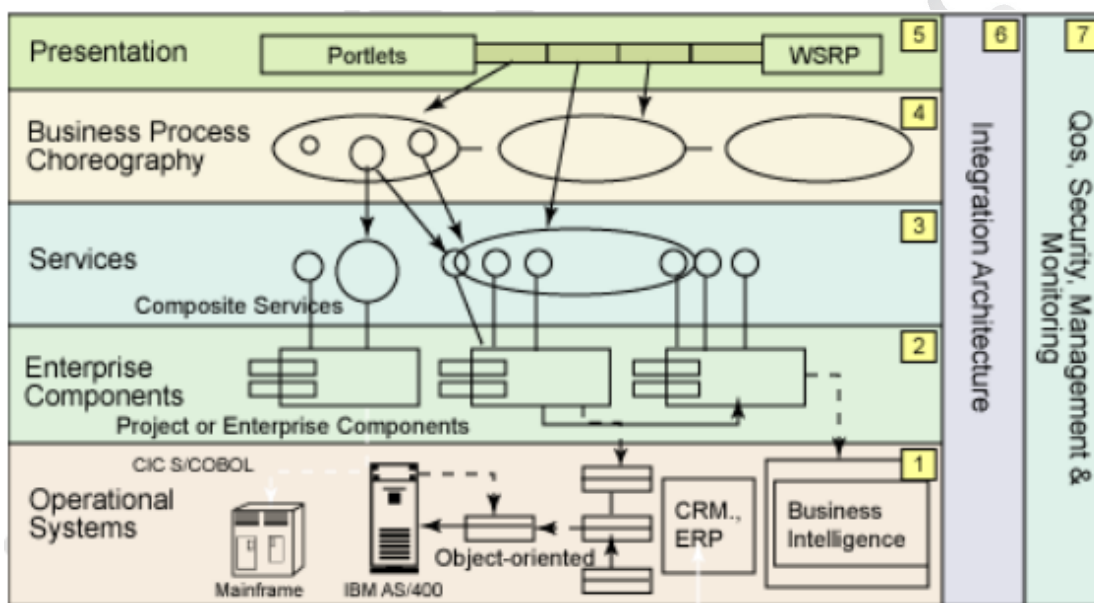 Presentation
Portlets
WSRP
5
6
7
Business Process
Choreography
4
Services
3
Composite Services
Enterprise
Components
2
Project or Enterprise Components
CIC S/COBOL
1
Operational
Systems
CRM.,
ERP
Business
Intelligence
Object-oriented
Mainframe
IBM AS/400
Integration Architecture
Qos, Security, Management &
Monitoring